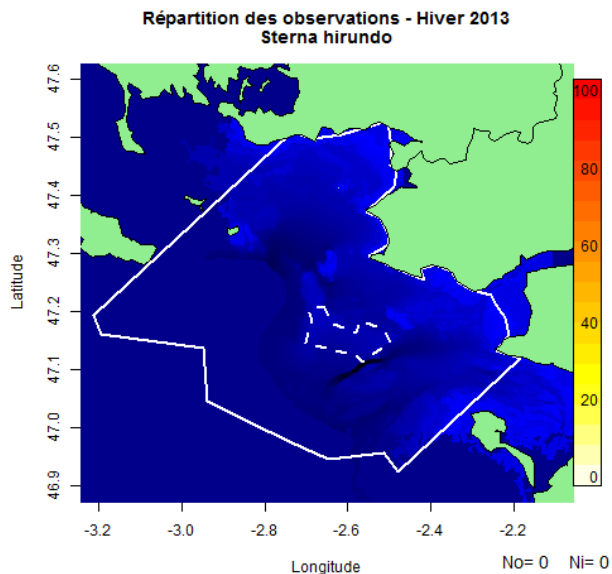 Répartition des observations - Hiver 2013
Sterna hirundo
47.6
47.5
47.4
47.3
47.2
47.1
47.0
46.9
Latitude
100
80
60
40
20
0
-3.2 -3.0 -2.8 -2.6 -2.4 -2.2
Longitude
No= 0 Ni= 0